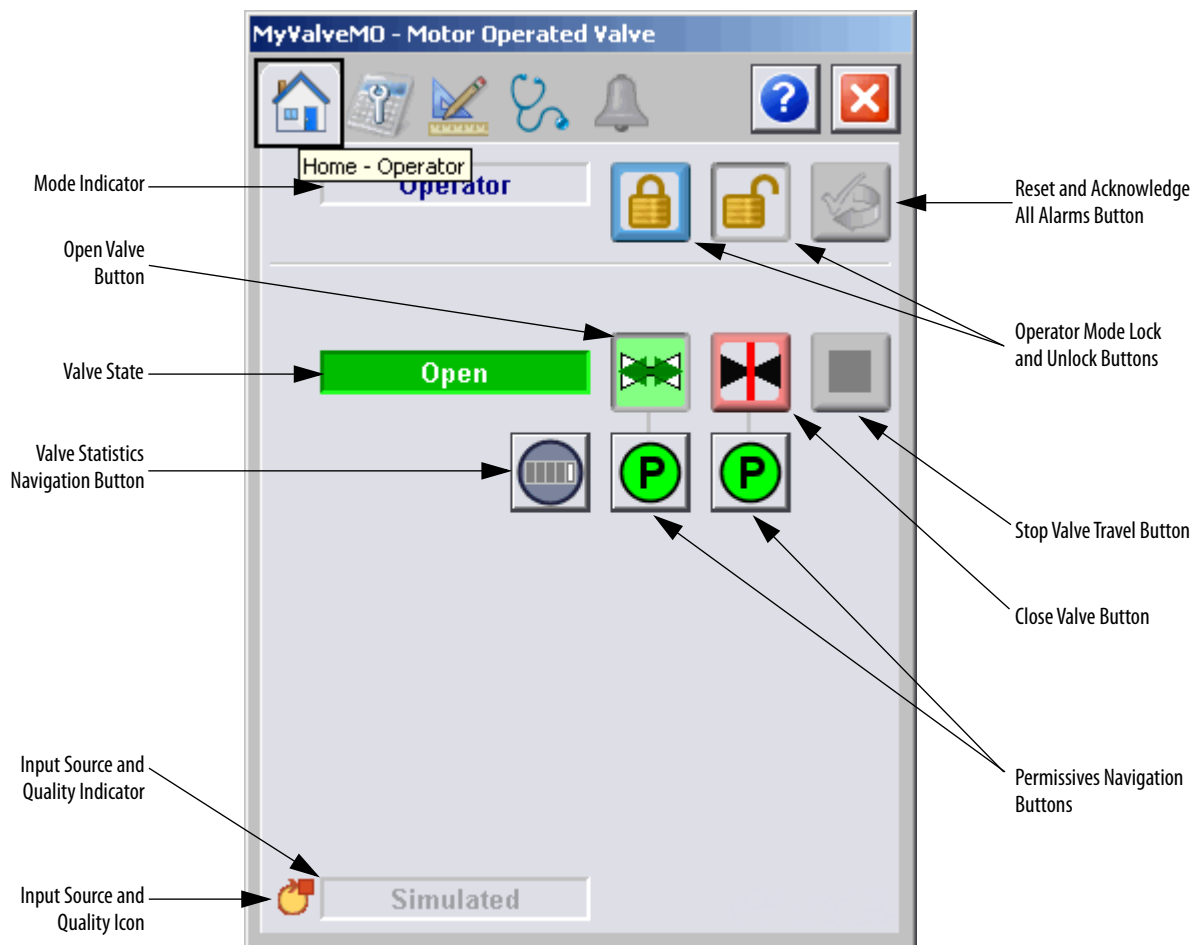 MyValveMO - Motor Operated Valve
Home - Operator
Operator
Mode Indicator
Reset and Acknowledge
All Alarms Button
Open Valve
Button
Operator Mode Lock
and Unlock Buttons
Valve State
Open
Valve Statistics
Navigation Button
P
P
Stop Valve Travel Button
Close Valve Button
Input Source and
Quality Indicator
Permissives Navigation
Buttons
Input Source and
Quality Icon
Simulated
?